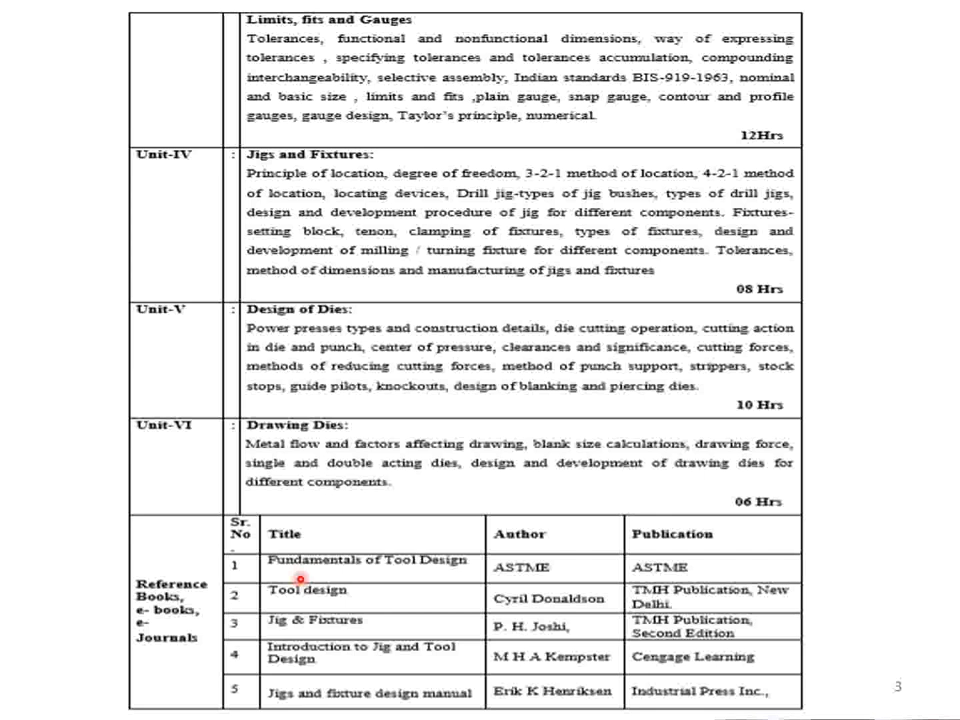 Limits, fits and Gauges
Tolerances, functional and nonfunctional dimensions, way of expressing
tolerances , specifying tolerances and tolerances accumulation, compounding
interchangeability, selective assembly, Indian standards BIS-919-1963, nominal
and basic size , limits and fits ,plain gauge, snap gauge, contour and profile
gauges, gauge design, Taylor's principle, numerical.
12Hrs
Unit-IV : Jigs and Fixtures:
Principle of location, degree of freedom, 3-2-1 method of location, 4-2-1 method
of location, locating devices, Drill jig-types of jig bushes, types of drill jigs,
design and development procedure of jig for different components. Fixtures-
setting block, tenon, clamping of fixtures, types of fixtures, design and
development of milling / turning fixture for different components. Tolerances,
method of dimensions and manufacturing of jigs and fixtures
08 Hrs
Unit-V : Design of Dies:
Power presses types and construction details, die cutting operation, cutting action
in die and punch, center of pressure, clearances and significance, cutting forces,
methods of reducing cutting forces, method of punch support, strippers, stock
stops, guide pilots, knockouts, design of blanking and piercing dies.
10 Hrs
Unit-VI : Drawing Dies:
Metal flow and factors affecting drawing, blank size calculations, drawing force,
single and double acting dies, design and development of drawing dies for
different components.
06 Hrs
Reference
Books,
e- books,
e-
Journals
Sr.
No
.
Title Author Publication
1 Fundamentals of Tool Design ASTME ASTME
2 Tool design Cyril Donaldson TMH Publication, New
Delhi.
3 Jig & Fixtures P. H. Joshi, TMH Publication,
Second Edition
4 Introduction to Jig and Tool
Design M H A Kempster Cengage Learning
5 Jigs and fixture design manual Erik K Henriksen Industrial Press Inc.,
3